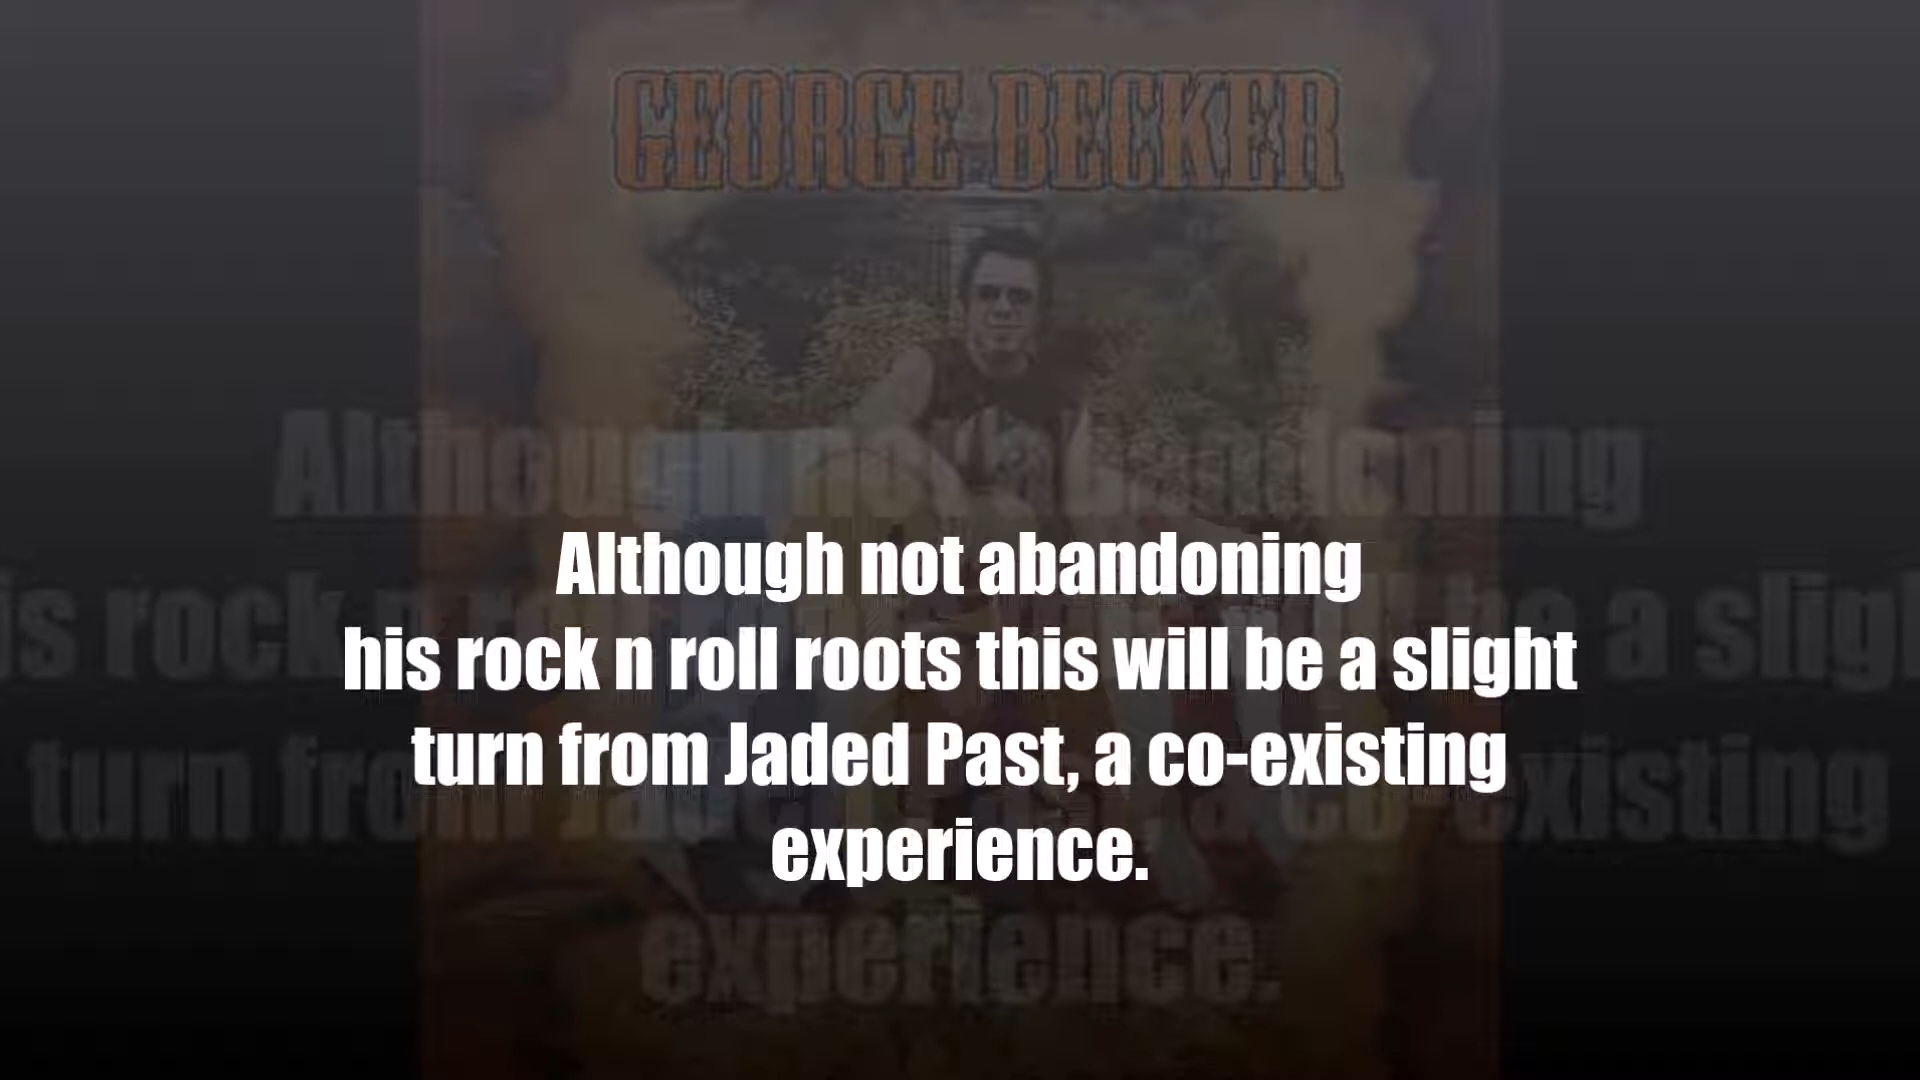 GEORGE BECKER
Although not abandoning
his rock n roll roots this will be a slight
turn from Jaded Past, a co-existing
experience.